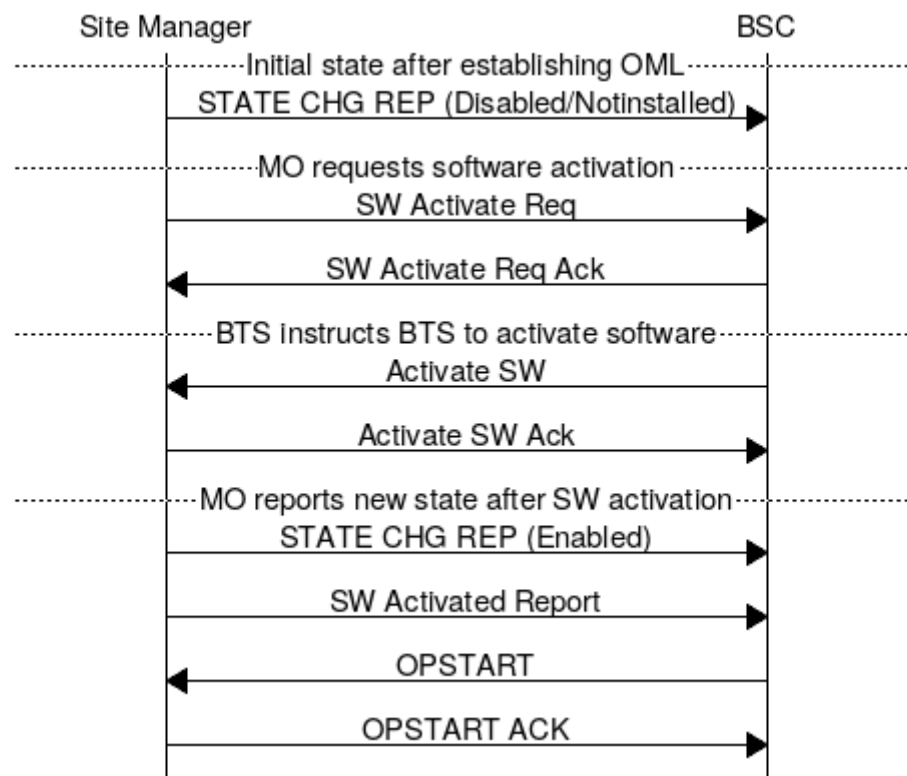 Site Manager BSC
Initial state after establishing OML
STATE CHG REP (Disabled/Notinstalled)
MO requests software activation
SW Activate Req
SW Activate Req Ack
BTS instructs BTS to activate software
Activate SW
Activate SW Ack
MO reports new state after SW activation
STATE CHG REP (Enabled)
SW Activated Report
OPSTART
OPSTART ACK